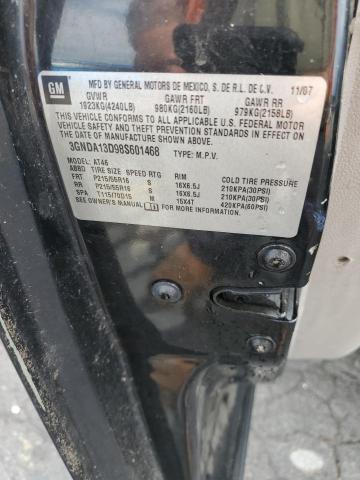 GM
MFD BY GENERAL MOTORS DE MEXICO, S. DE R.L. DE C.V. 11/07
GVWR GAWR FRT GAWR RR
1923KG(4240LB) 980KG(2160LB) 979KG(2158LB)
THIS VEHICLE CONFORMS TO ALL APPLICABLE U.S. FEDERAL MOTOR
VEHICLE SAFETY, BUMPER, AND THEFT PREVENTION STANDARDS IN EFFECT ON THE
DATE OF MANUFACTURE SHOWN ABOVE.
3GNDA13D98S601468 TYPE: M.P.V.
MODEL: AT46
TIRE SIZE SPEED RTG RIM COLD TIRE PRESSURE
FRT P215/55R16 S 16X6.5J 210KPA(30PSI)
RR P215/55R16 S 16X6.5J 210KPA(30PSI)
SPA T115/70D15 M 15X4T 420KPA(60PSI)
SEE OWNER'S MANUAL